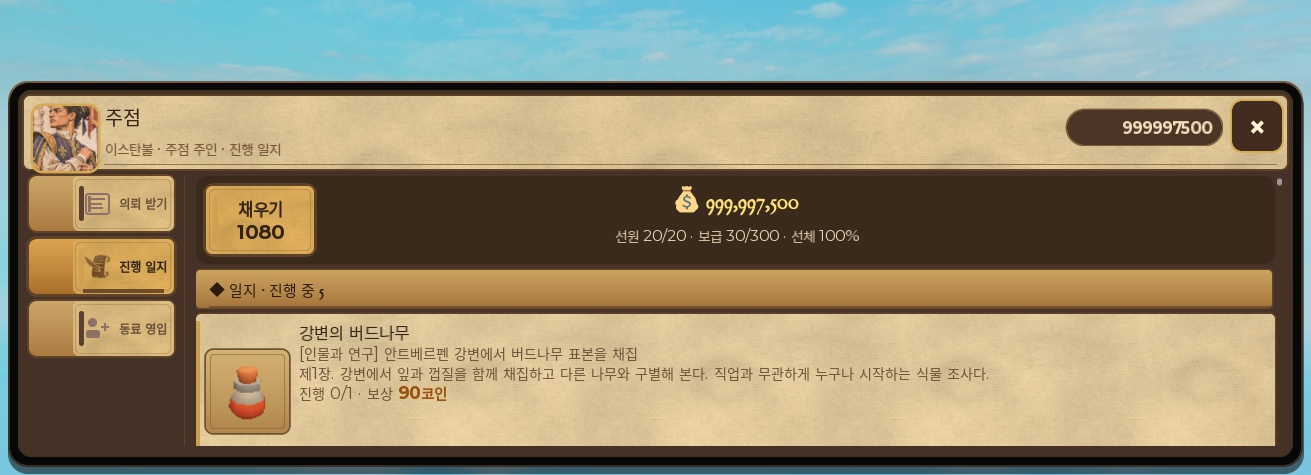 주점
이스탄불 · 주점 주인 · 진행 일지
999997500
×
의뢰 받기
진행 일지
동료 영입
채우기
1080
$
999,997,500
선원 20/20 · 보급 30/300 · 선체 100%
◆ 일지 · 진행 중 5
강변의 버드나무
[인물과 연구] 안트베르펜 강변에서 버드나무 표본을 채집
제1장. 강변에서 잎과 껍질을 함께 채집하고 다른 나무와 구별해 본다. 직업과 무관하게 누구나 시작하는 식물 조사다.
진행 0/1 · 보상 90코인